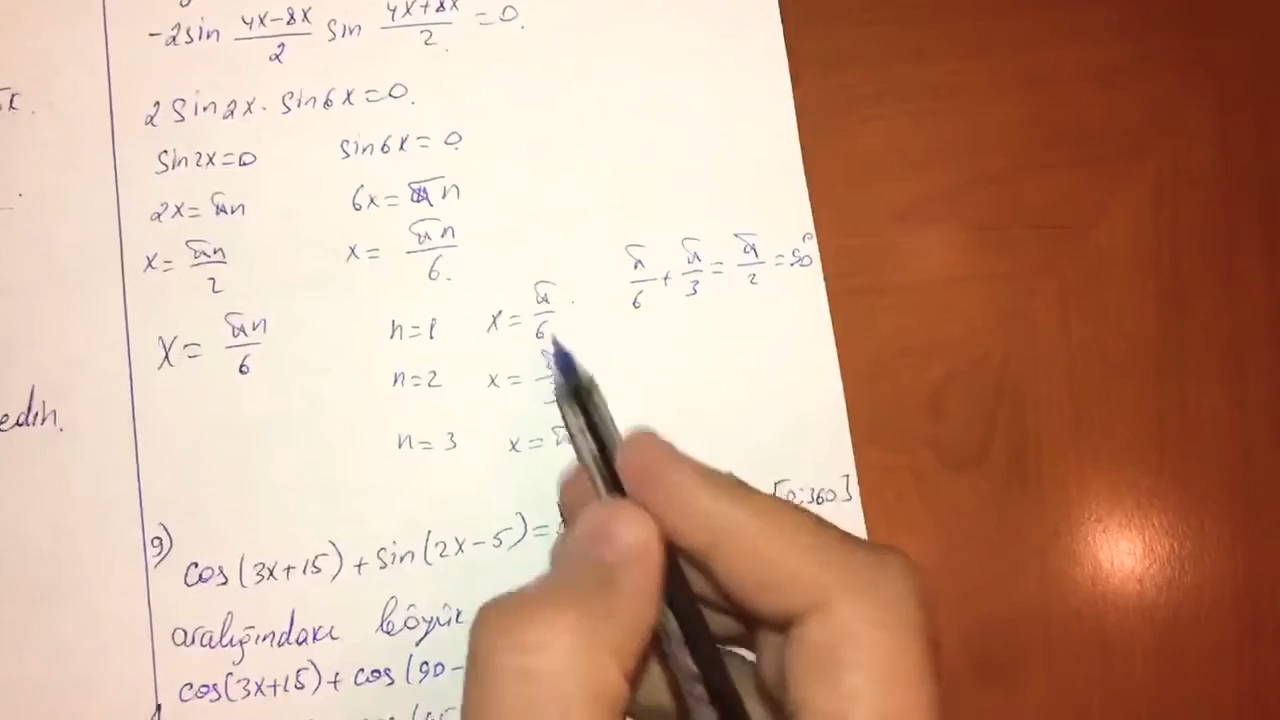 -2sin (4x-8x)/2 sin (4x+8x)/2 = 0.
2 sin2x · sin6x = 0.
sin2x = 0 sin6x = 0
2x = πn 6x = πn
x = πn/2 x = πn/6.
π/6 + π/3 = π/2 = 90°
x = πn/6 n = 1 x = π/6
n = 2 x =
n = 3 x = π
edin.
[0;360]
9) cos(3x+15) + sin(2x-5) =
aralığındakı böyük
cos(3x+15) + cos(90-